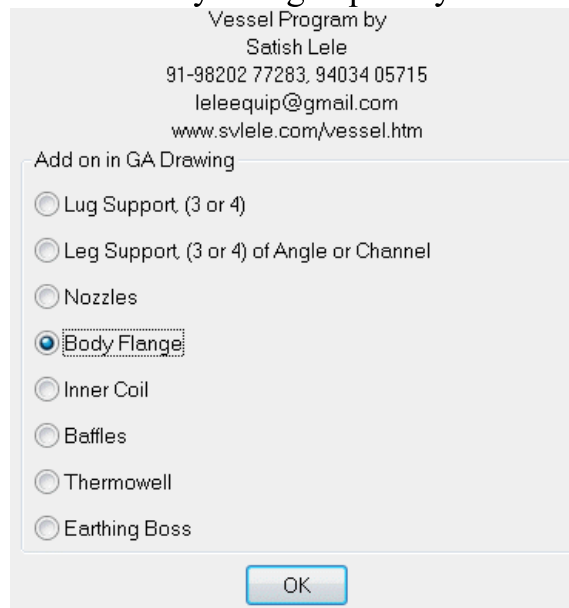 Vessel Program by
Satish Lele
91-98202 77283, 94034 05715
leleequip@gmail.com
www.svlele.com/vessel.htm
Add on in GA Drawing
Lug Support, (3 or 4)
Leg Support, (3 or 4) of Angle or Channel
Nozzles
Body Flange
Inner Coil
Baffles
Thermowell
Earthing Boss
OK